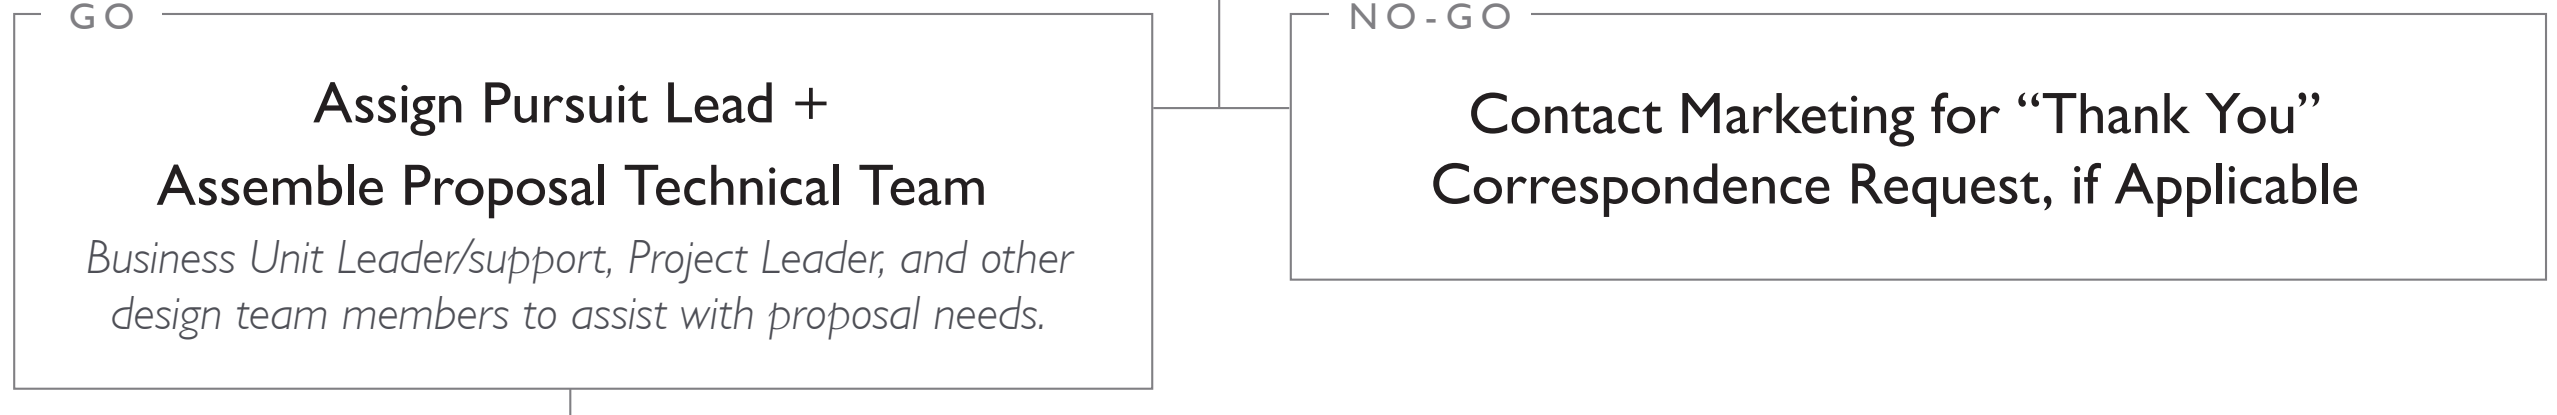 GO
Assign Pursuit Lead +
Assemble Proposal Technical Team
Business Unit Leader/support, Project Leader, and other
design team members to assist with proposal needs.
NO-GO
Contact Marketing for “Thank You”
Correspondence Request, if Applicable